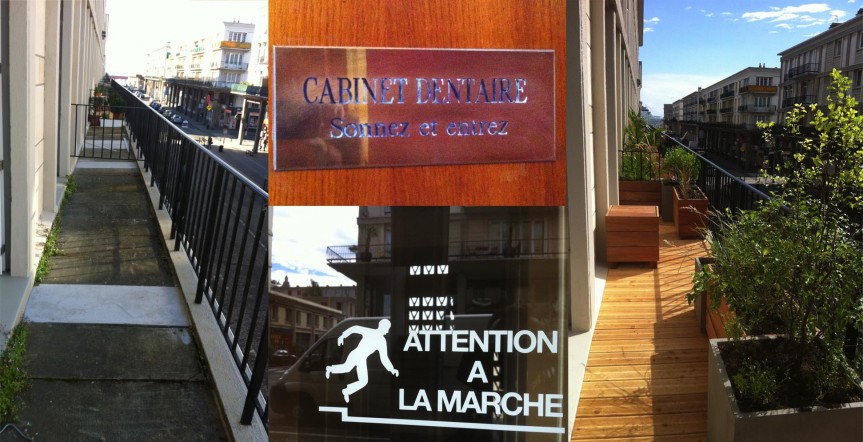 CABINET DENTAIRE
Sonnez et entrez
ATTENTION
A
LA MARCHE